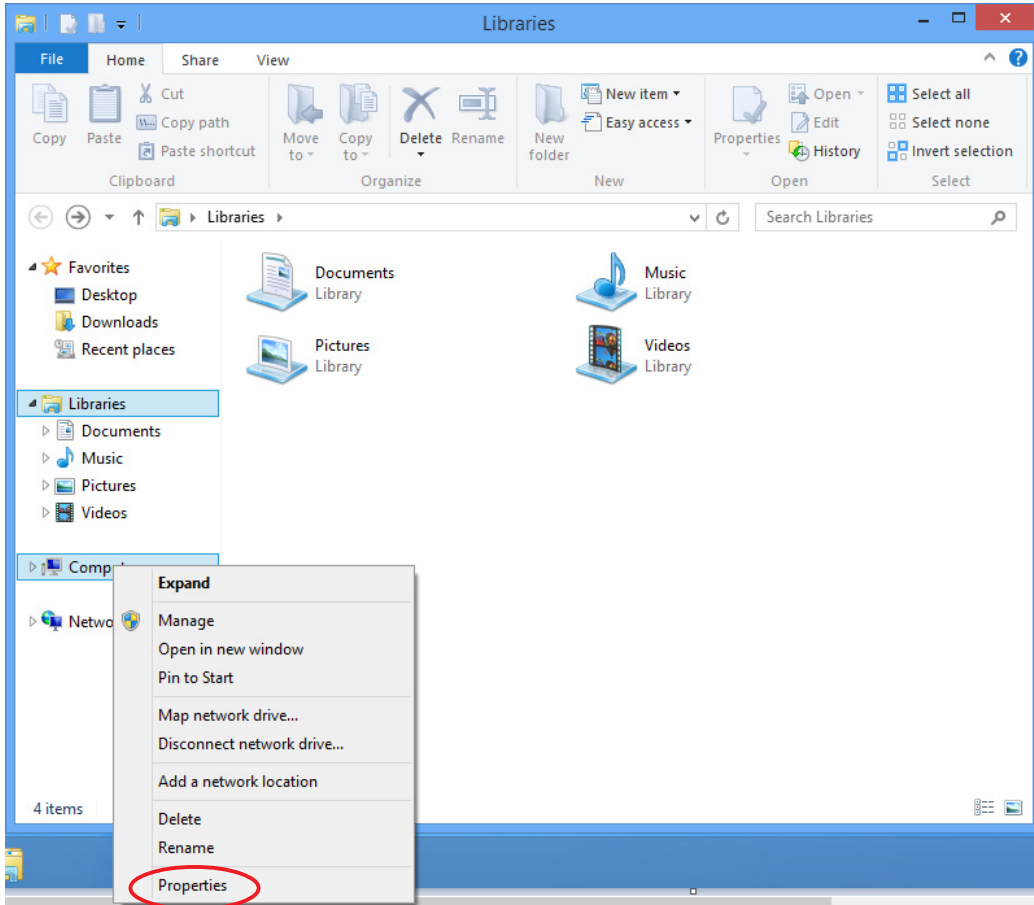 Libraries
File Home Share View
Copy
Paste
Cut
Copy path
Paste shortcut
Clipboard
Move to
Copy to
Delete
Rename
Organize
New folder
New item
Easy access
New
Properties
Open
Edit
History
Open
Select all
Select none
Invert selection
Select
Libraries
Search Libraries
Favorites
Desktop
Downloads
Recent places
Libraries
Documents
Music
Pictures
Videos
Documents
Library
Music
Library
Pictures
Library
Videos
Library
Expand
Manage
Open in new window
Pin to Start
Map network drive...
Disconnect network drive...
Add a network location
Delete
Rename
Properties
4 items